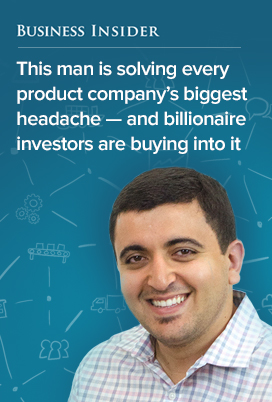 BUSINESS INSIDER
This man is solving every
product company's biggest
headache — and billionaire
investors are buying into it